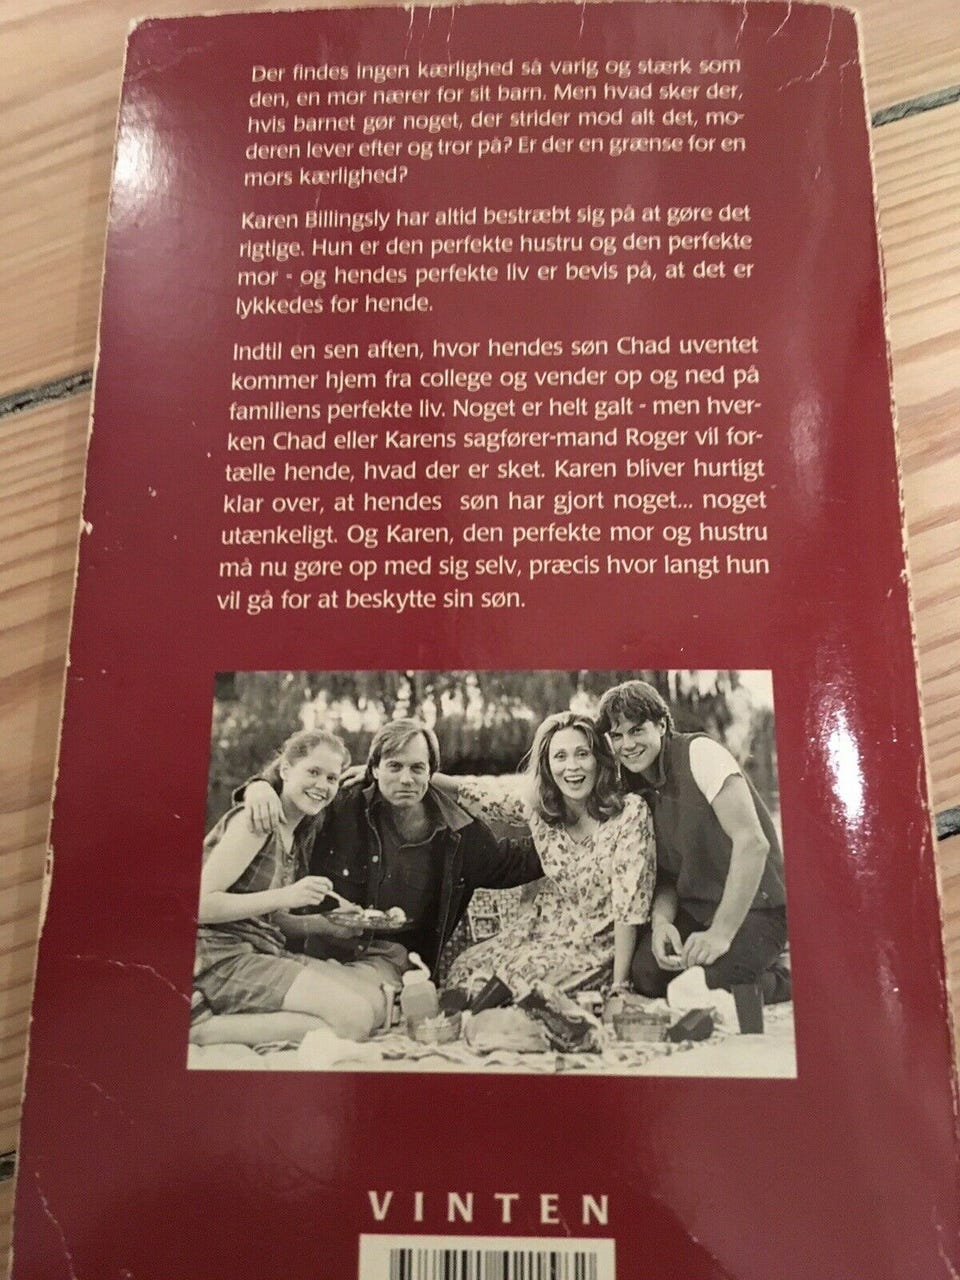 Der findes ingen kærlighed så varig og stærk som
den, en mor nærer for sit barn. Men hvad sker der,
hvis barnet gør noget, der strider mod alt det, mo-
deren lever efter og tror på? Er der en grænse for en
mors kærlighed?
Karen Billingsly har altid bestræbt sig på at gøre det
rigtige. Hun er den perfekte hustru og den perfekte
mor - og hendes perfekte liv er bevis på, at det er
lykkedes for hende.
Indtil en sen aften, hvor hendes søn Chad uventet
kommer hjem fra college og vender op og ned på
familiens perfekte liv. Noget er helt galt - men hver-
ken Chad eller Karens sagfører-mand Roger vil for-
tælle hende, hvad der er sket. Karen bliver hurtigt
klar over, at hendes søn har gjort noget... noget
utænkeligt. Og Karen, den perfekte mor og hustru
må nu gøre op med sig selv, præcis hvor langt hun
vil gå for at beskytte sin søn.
VINTEN